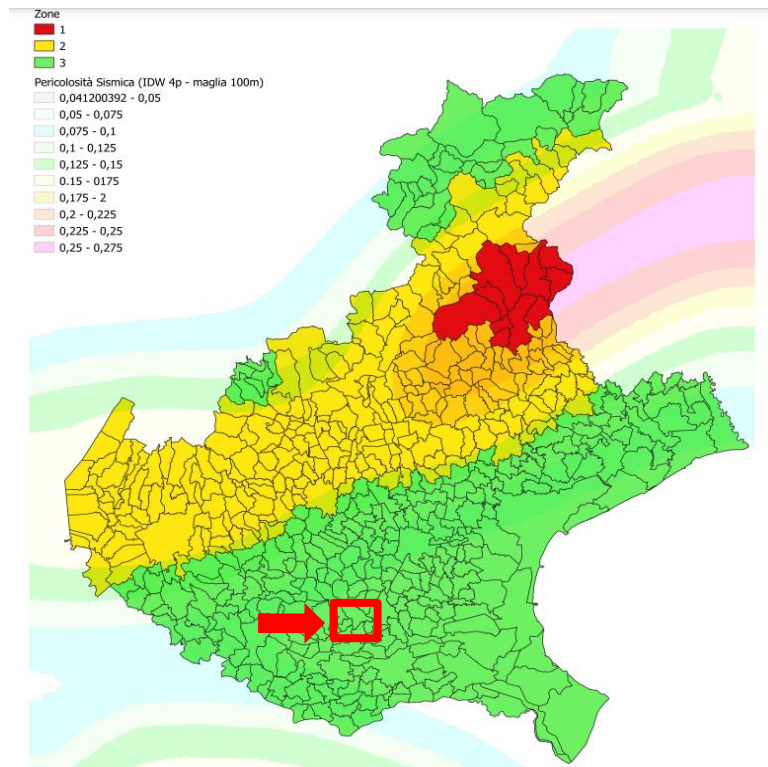 Zone
1
2
3
Pericolosità Sismica (IDW 4p - maglia 100m)
0,041200392 - 0,05
0,05 - 0,075
0,075 - 0,1
0,1 - 0,125
0,125 - 0,15
0.15 - 0175
0,175 - 2
0,2 - 0,225
0,225 - 0,25
0,25 - 0,275